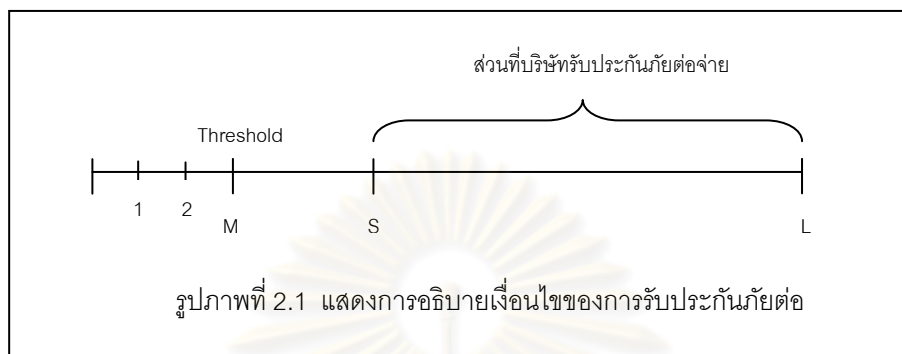 ส่วนที่บริษัทรับประกันภัยต่อจ่าย
Threshold
1 2 M S L
รูปภาพที่ 2.1 แสดงการอธิบายเงื่อนไขของการรับประกันภัยต่อ